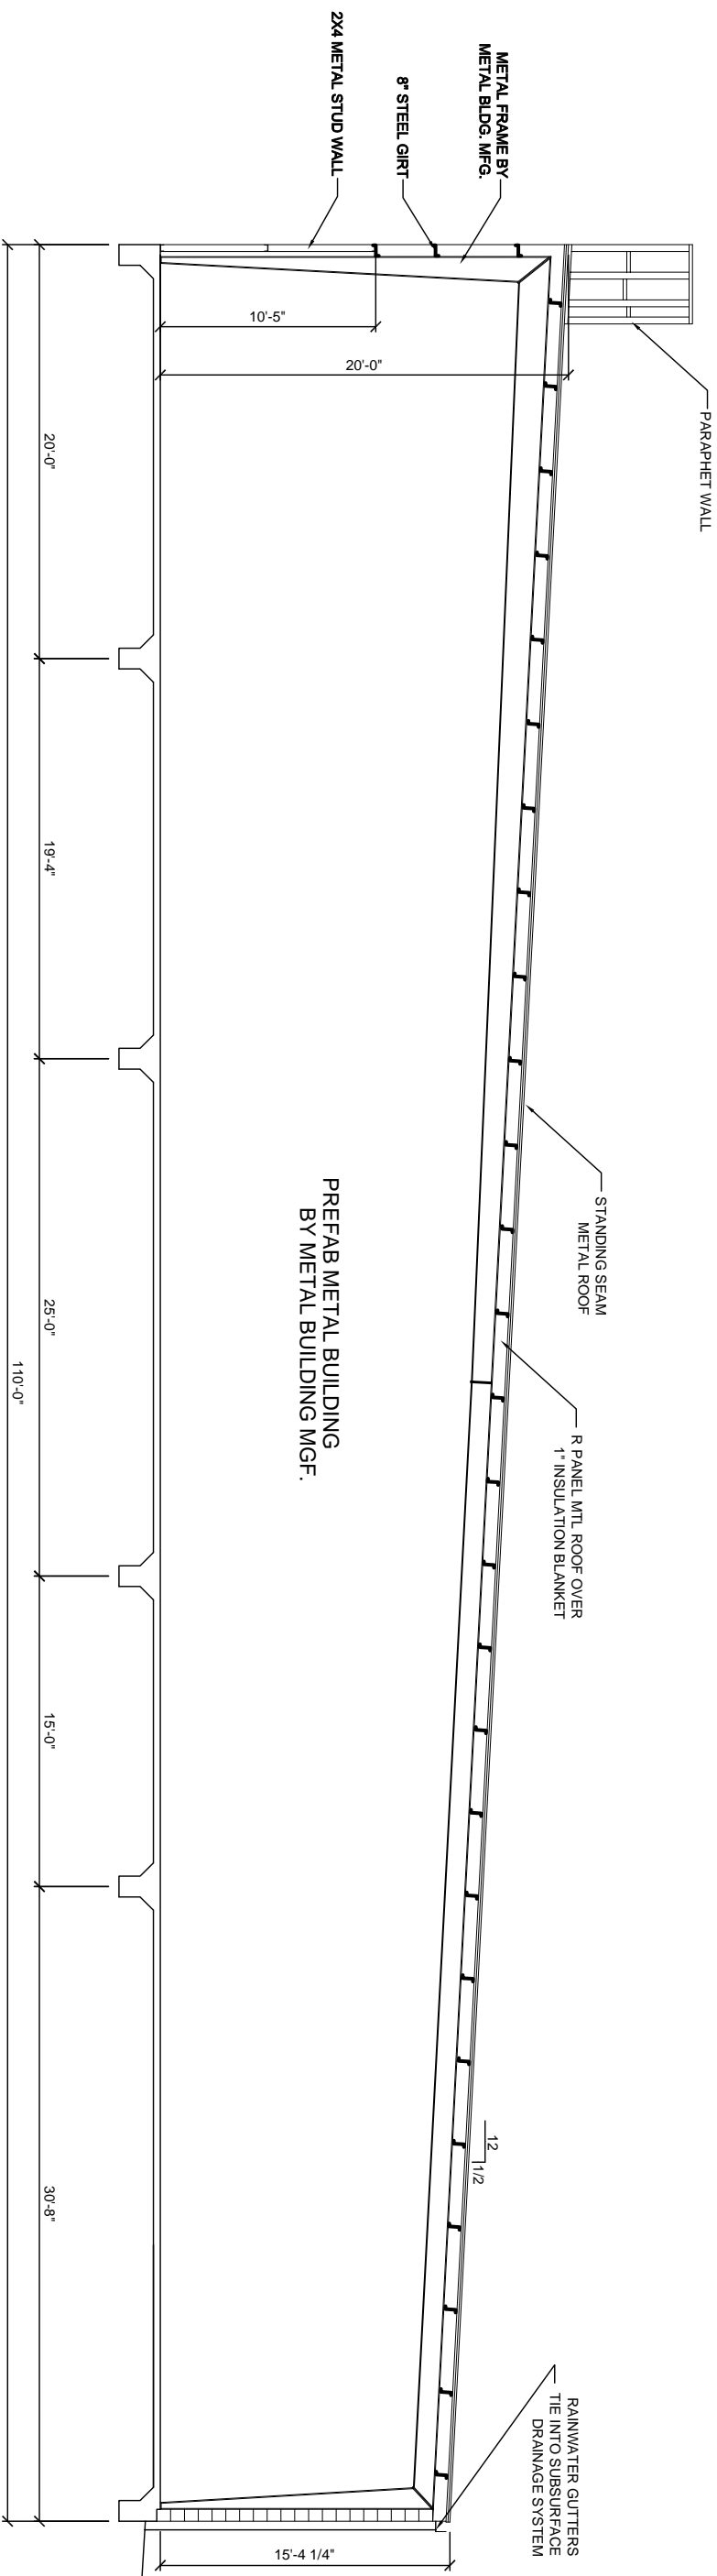 PARAPHET WALL
METAL FRAME BY
METAL BLDG. MFG.
8" STEEL GIRT
2X4 METAL STUD WALL
10'-5"
20'-0"
STANDING SEAM
METAL ROOF
R PANEL MTL ROOF OVER
1" INSULATION BLANKET
PREFAB METAL BUILDING
BY METAL BUILDING MGF.
12
1/2
RAINWATER GUTTERS
TIE INTO SUBSURFACE
DRAINAGE SYSTEM
15'-4 1/4"
20'-0"
19'-4"
25'-0"
15'-0"
30'-8"
110'-0"